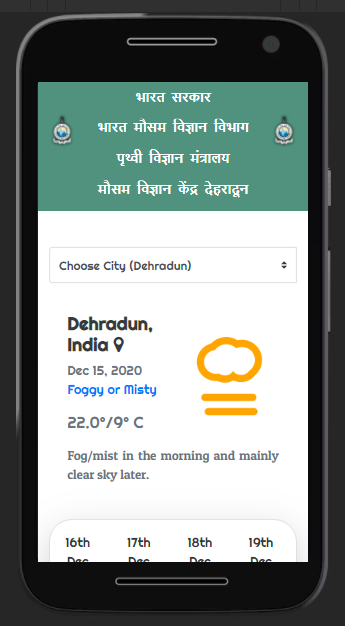 भारत सरकार
भारत मौसम विज्ञान विभाग
पृथ्वी विज्ञान मंत्रालय
मौसम विज्ञान केंद्र देहरादून
Choose City (Dehradun)
Dehradun,
India
Dec 15, 2020
Foggy or Misty
22.0°/9° C
Fog/mist in the morning and mainly
clear sky later.
16th 17th 18th 19th
Dec Dec Dec Dec